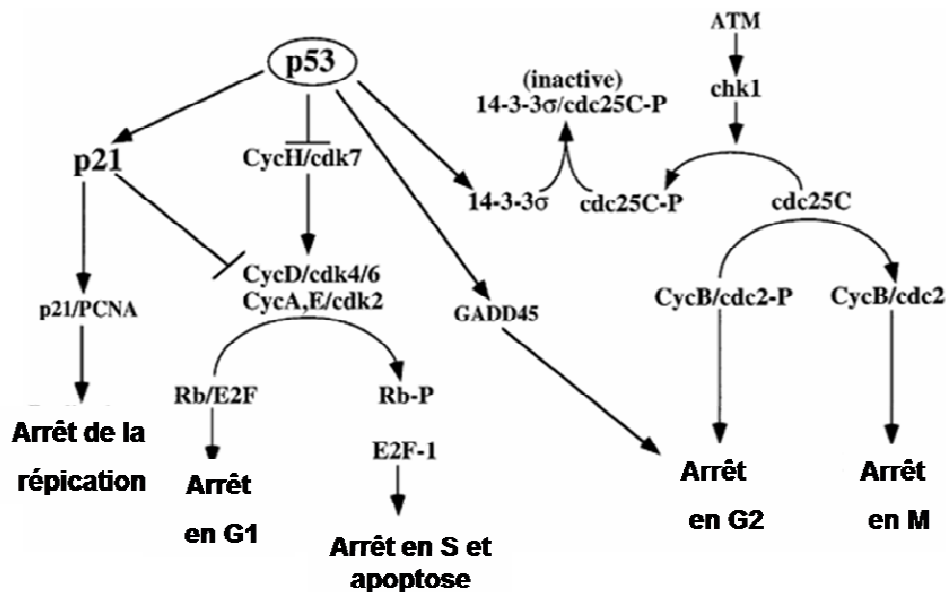 ATM
p53
(inactive)
14-3-3σ/cdc25C-P
chk1
p21
CycH/cdk7
14-3-3σ
cdc25C-P
cdc25C
CycD/cdk4/6
CycA,E/cdk2
p21/PCNA
GADD45
CycB/cdc2-P
CycB/cdc2
Rb/E2F
Rb-P
E2F-1
Arrêt de la
répication
Arrêt
en G1
Arrêt en S et
apoptose
Arrêt
en G2
Arrêt
en M